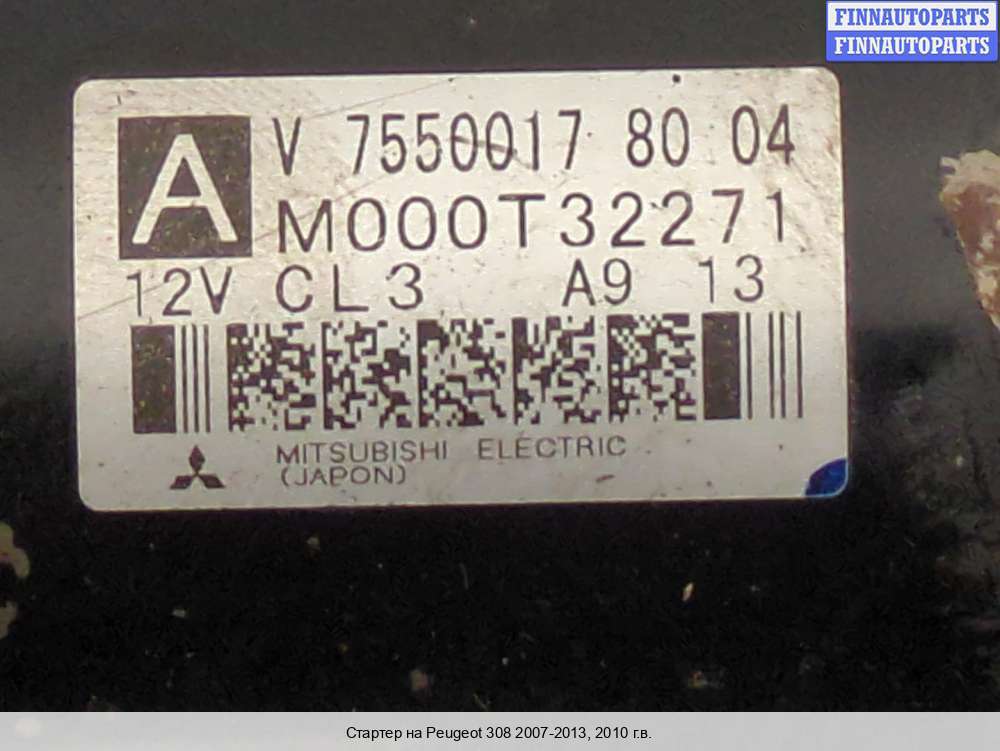 FINNAUTOPARTS
FINNAUTOPARTS
A
V 7550017 80 04
M000T32271
12V CL3 A9 13
MITSUBISHI ELECTRIC
(JAPON)
Стартер на Peugeot 308 2007-2013, 2010 г.в.